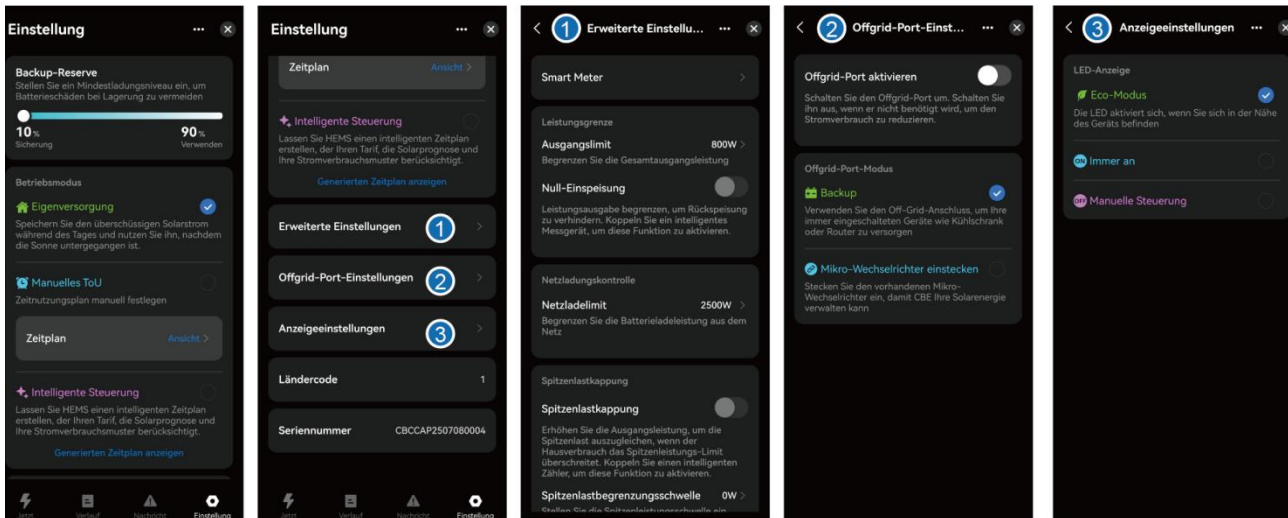 Einstellung
Backup-Reserve
Stellen Sie ein Mindestladungsniveau ein, um
Batterieschäden bei Lagerung zu vermeiden
10% 90%
Sicherung Verwenden
Betriebsmodus
Eigenversorgung
Speichern Sie den überschüssigen Solarstrom
während des Tages und nutzen Sie ihn, nachdem
die Sonne untergegangen ist.
Manuelles ToU
Zeitnutzungsplan manuell festlegen
Zeitplan Ansicht >
Intelligente Steuerung
Lassen Sie HEMS einen intelligenten Zeitplan
erstellen, der Ihren Tarif, die Solarprognose und
Ihre Stromverbrauchsmuster berücksichtigt.
Generierten Zeitplan anzeigen
Jetzt Verlauf Nachricht Einstellung
Einstellung
Zeitplan Ansicht >
Intelligente Steuerung
Lassen Sie HEMS einen intelligenten Zeitplan
erstellen, der Ihren Tarif, die Solarprognose und
Ihre Stromverbrauchsmuster berücksichtigt.
Generierten Zeitplan anzeigen
Erweiterte Einstellungen 1 >
Offgrid-Port-Einstellungen 2 >
Anzeigeeinstellungen 3 >
Ländercode 1
Seriennummer CBCCAP2507080004
Jetzt Verlauf Nachricht Einstellung
< 1 Erweiterte Einstellu...
Smart Meter >
Leistungsgrenze
Ausgangslimit 800W >
Begrenzen Sie die Gesamtausgangsleistung
Null-Einspeisung
Leistungsausgabe begrenzen, um Rückspeisung
zu verhindern. Koppeln Sie ein intelligentes
Messgerät, um diese Funktion zu aktivieren.
Netzladungskontrolle
Netzladelimit 2500W >
Begrenzen Sie die Batterieladeleistung aus dem
Netz
Spitzenlastkappung
Spitzenlastkappung
Erhöhen Sie die Ausgangsleistung, um die
Spitzenlast auszugleichen, wenn der
Hausverbrauch das Spitzenleistungs-Limit
überschreitet. Koppeln Sie einen intelligenten
Zähler, um diese Funktion zu aktivieren.
Spitzenlastbegrenzungsschwelle 0W >
Stellen Sie die Spitzenleistungsschwelle ein
< 2 Offgrid-Port-Einst...
Offgrid-Port aktivieren
Schalten Sie den Offgrid-Port um. Schalten Sie
ihn aus, wenn er nicht benötigt wird, um den
Stromverbrauch zu reduzieren.
Offgrid-Port-Modus
Backup
Verwenden Sie den Off-Grid-Anschluss, um Ihre
immer eingeschalteten Geräte wie Kühlschrank
oder Router zu versorgen
Mikro-Wechselrichter einstecken
Stecken Sie den vorhandenen Mikro-
Wechselrichter ein, damit CBE Ihre Solarenergie
verwalten kann
< 3 Anzeigeeinstellungen
LED-Anzeige
Eco-Modus
Die LED aktiviert sich, wenn Sie sich in der Nähe
des Geräts befinden
ON Immer an
OFF Manuelle Steuerung